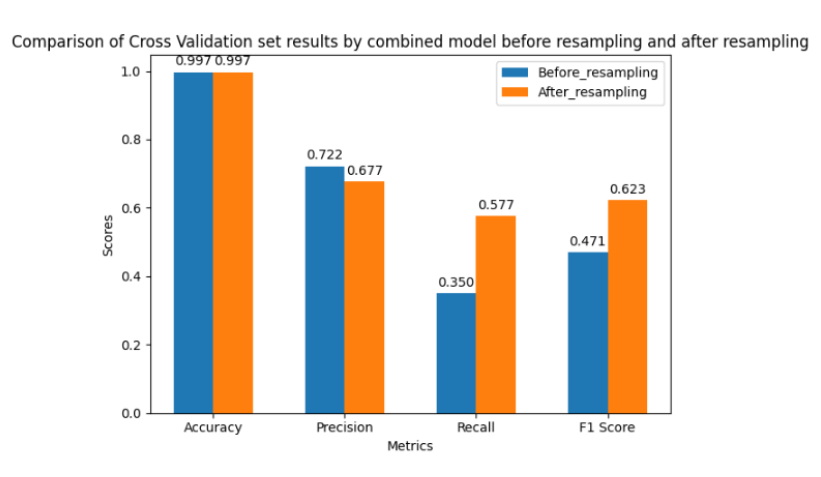 Comparison of Cross Validation set results by combined model before resampling and after resampling
0.997 0.997
Before_resampling
After_resampling
0.722
0.677
0.350
0.577
0.471
0.623
Scores
1.0
0.8
0.6
0.4
0.2
0.0
Accuracy Precision Recall F1 Score
Metrics